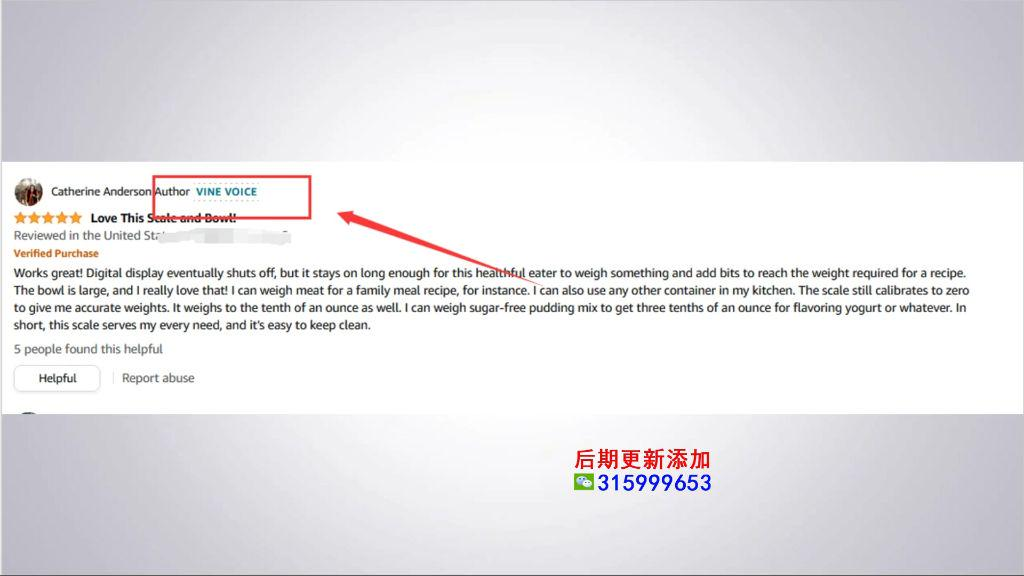 Catherine Anderson Author VINE VOICE
Love This Scale and Bowl!
Reviewed in the United
Verified Purchase
Works great! Digital display eventually shuts off, but it stays on long enough for this healthful eater to weigh something and add bits to reach the weight required for a recipe.
The bowl is large, and I really love that! I can weigh meat for a family meal recipe, for instance. I can also use any other container in my kitchen. The scale still calibrates to zero
to give me accurate weights. It weighs to the tenth of an ounce as well. I can weigh sugar-free pudding mix to get three tenths of an ounce for flavoring yogurt or whatever. In
short, this scale serves my every need, and it's easy to keep clean.
5 people found this helpful
Helpful Report abuse
后期更新添加
315999653